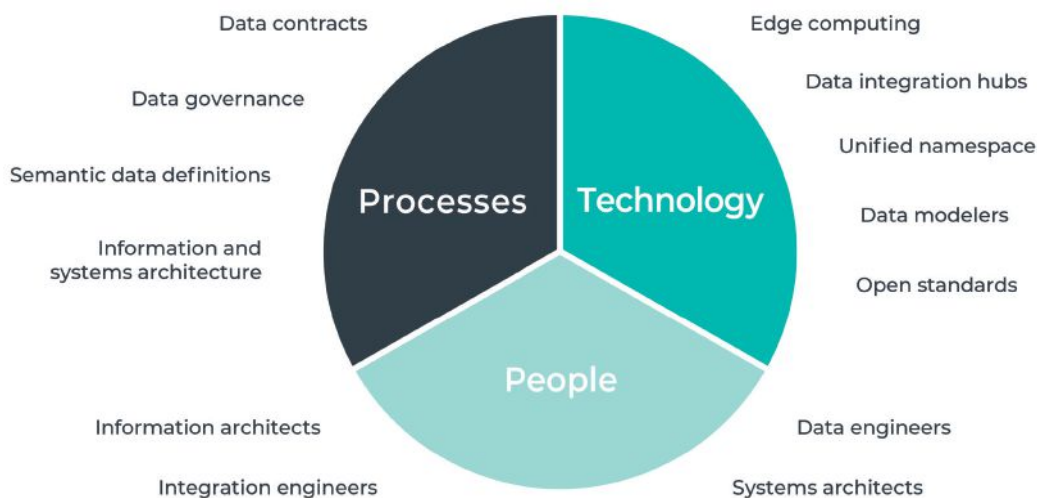 Data contracts
Edge computing
Data integration hubs
Data governance
Unified namespace
Semantic data definitions
Processes
Technology
Data modelers
Information and
systems architecture
Open standards
People
Information architects
Data engineers
Integration engineers
Systems architects